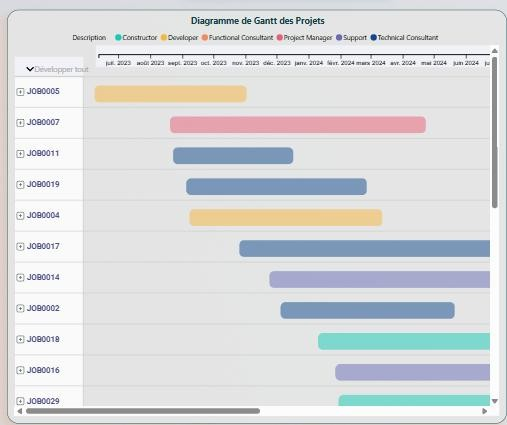 Diagramme de Gantt des Projets
Description Constructor Developer Functional Consultant Project Manager Support Technical Consultant
juil. 2023 août 2023 sept. 2023 oct. 2023 nov. 2023 déc. 2023 janv. 2024 févr. 2024 mars 2024 avr. 2024 mai 2024 juin 2024 ju
Développer tout
JOB0005
JOB0007
JOB0011
JOB0019
JOB0004
JOB0017
JOB0014
JOB0002
JOB0018
JOB0016
JOB0029